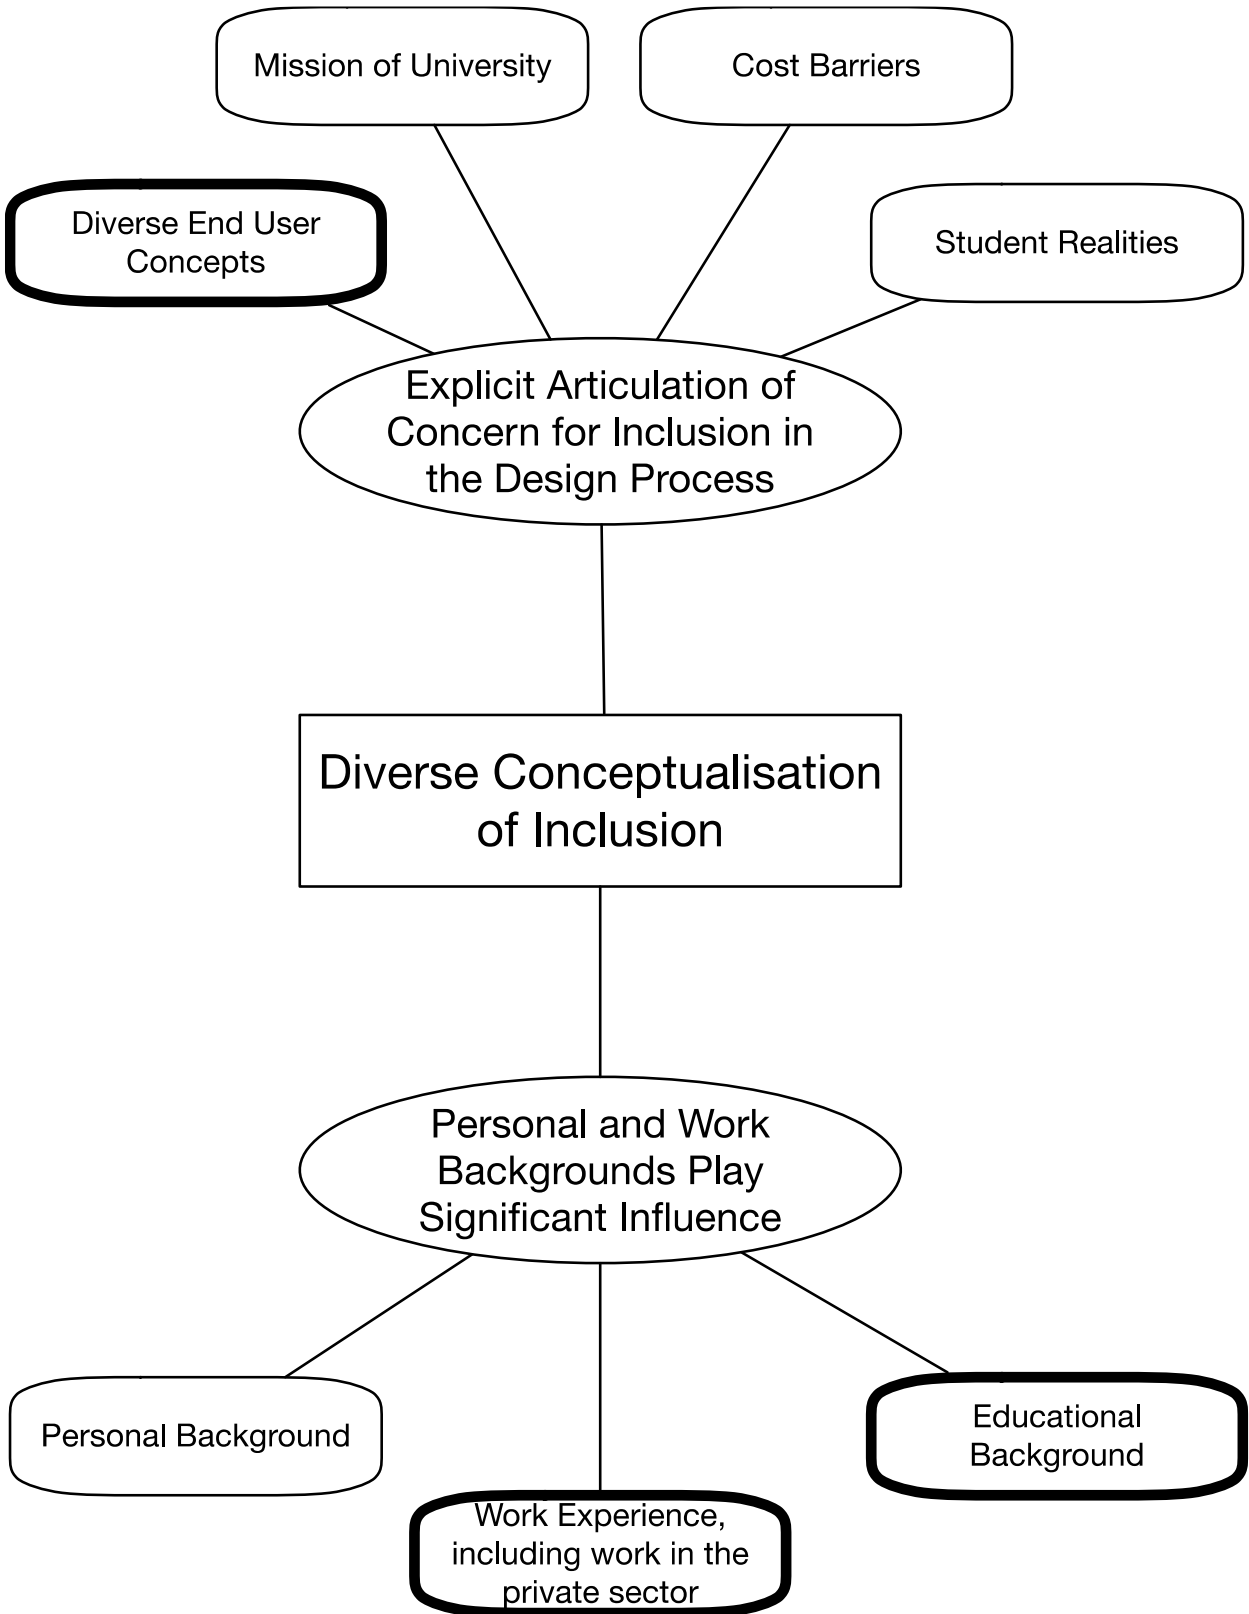 Mission of University
Cost Barriers
Diverse End User
Concepts
Student Realities
Explicit Articulation of
Concern for Inclusion in
the Design Process
Diverse Conceptualisation
of Inclusion
Personal and Work
Backgrounds Play
Significant Influence
Personal Background
Educational
Background
Work Experience,
including work in the
private sector